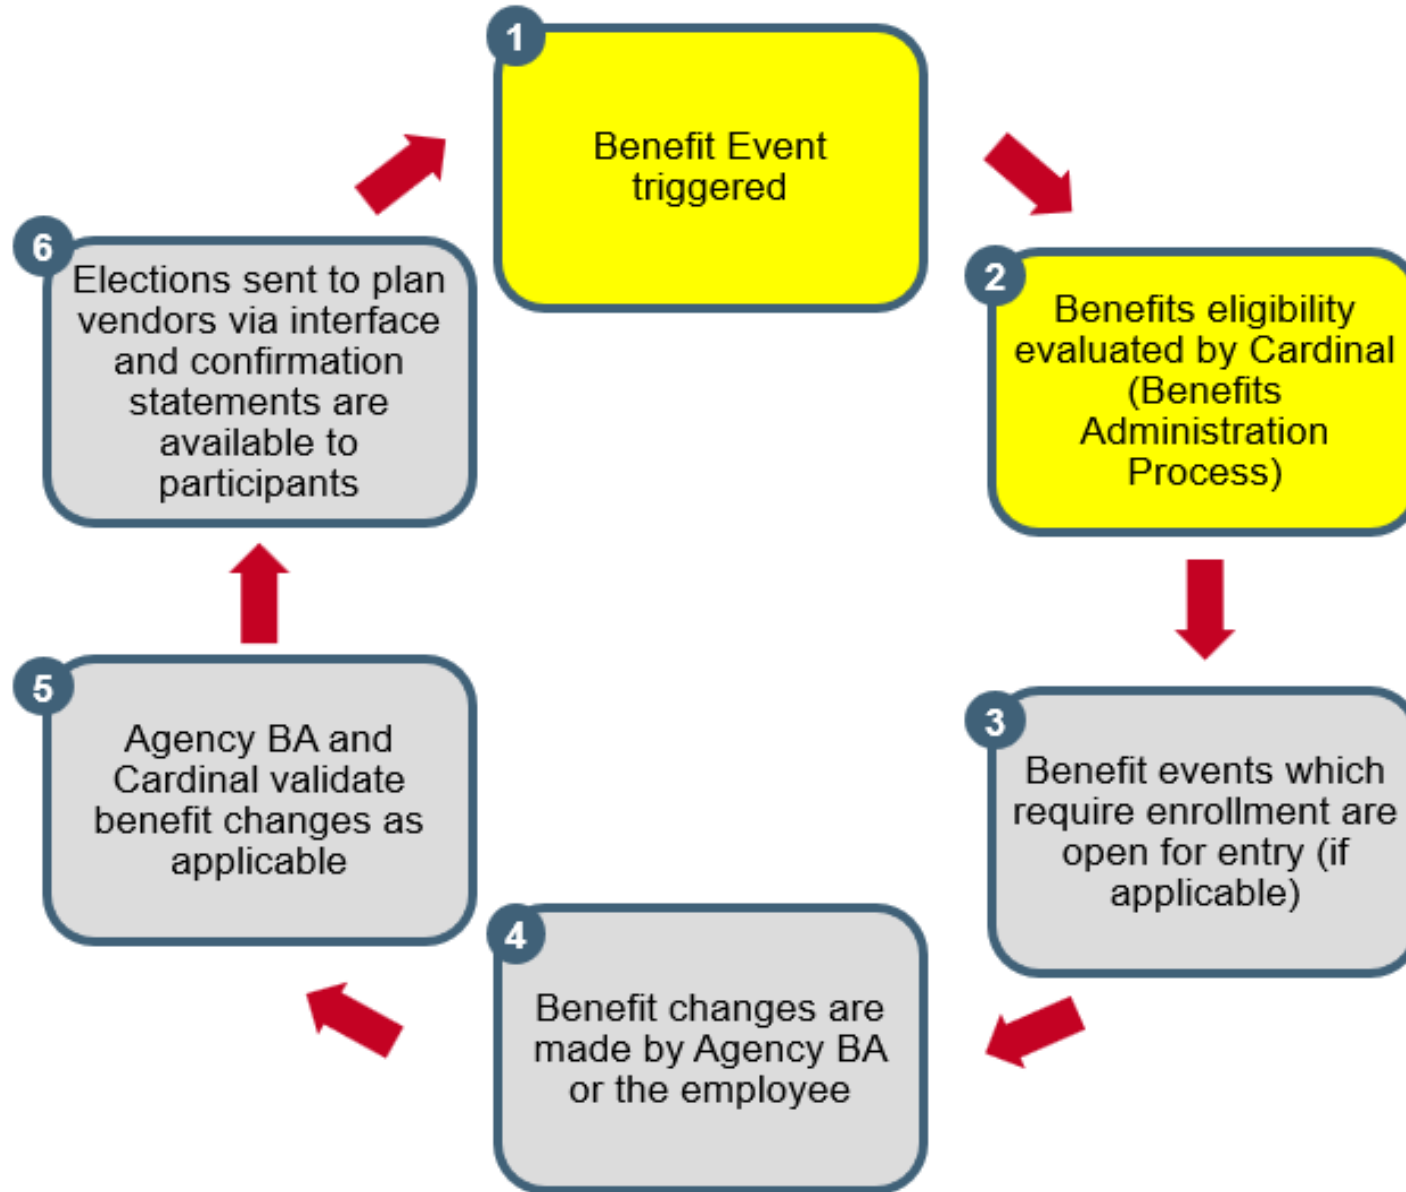 1
Benefit Event
triggered
2
Benefits eligibility
evaluated by Cardinal
(Benefits
Administration
Process)
3
Benefit events which
require enrollment are
open for entry (if
applicable)
4
Benefit changes are
made by Agency BA
or the employee
5
Agency BA and
Cardinal validate
benefit changes as
applicable
6
Elections sent to plan
vendors via interface
and confirmation
statements are
available to
participants